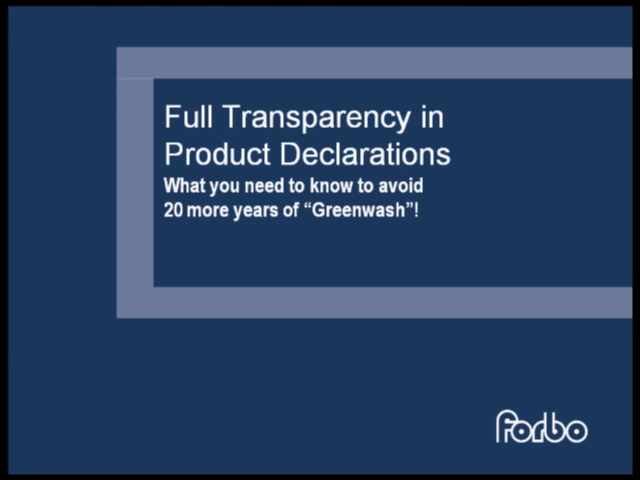 Full Transparency in
Product Declarations
What you need to know to avoid
20 more years of “Greenwash”!
Forbo